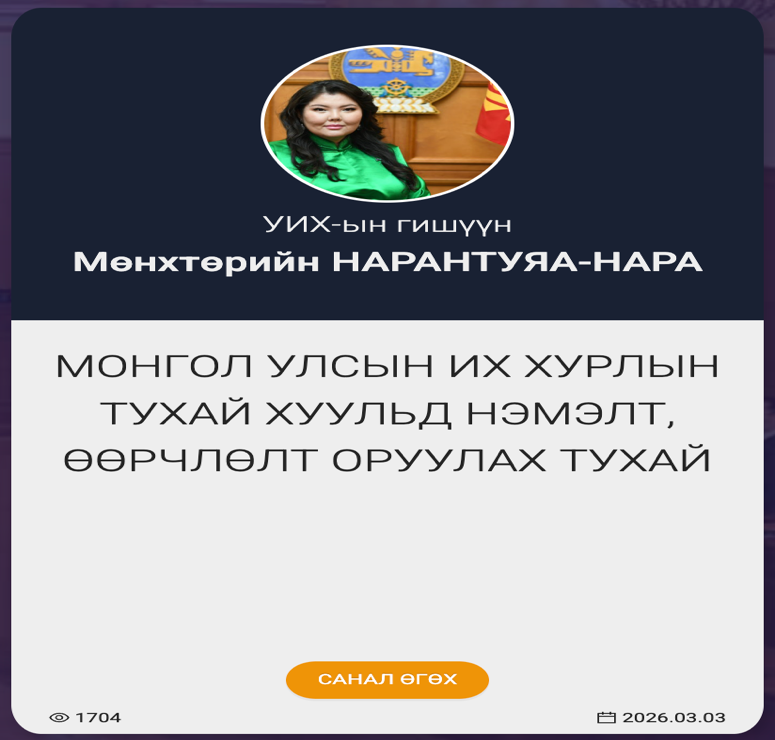 УИХ-ын гишүүн
Мөнхтөрийн НАРАНТУЯА-НАРА
МОНГОЛ УЛСЫН ИХ ХУРЛЫН
ТУХАЙ ХУУЛЬД НЭМЭЛТ,
ӨӨРЧЛӨЛТ ОРУУЛАХ ТУХАЙ
САНАЛ ӨГӨХ
1704
2026.03.03